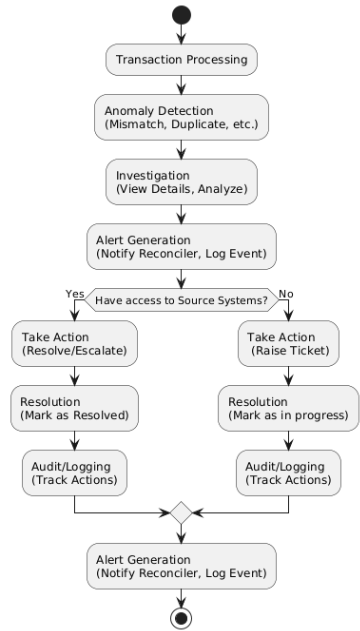 Transaction Processing
Anomaly Detection
(Mismatch, Duplicate, etc.)
Investigation
(View Details, Analyze)
Alert Generation
(Notify Reconciler, Log Event)
Have access to Source Systems?
Yes
No
Take Action
(Resolve/Escalate)
Resolution
(Mark as Resolved)
Audit/Logging
(Track Actions)
Take Action
(Raise Ticket)
Resolution
(Mark as in progress)
Audit/Logging
(Track Actions)
Alert Generation
(Notify Reconciler, Log Event)